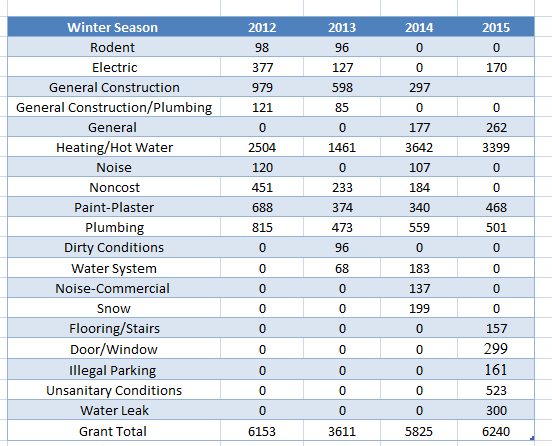 Winter Season 2012 2013 2014 2015
Rodent 98 96 0 0
Electric 377 127 0 170
General Construction 979 598 297
General Construction/Plumbing 121 85 0 0
General 0 0 177 262
Heating/Hot Water 2504 1461 3642 3399
Noise 120 0 107 0
Noncost 451 233 184 0
Paint-Plaster 688 374 340 468
Plumbing 815 473 559 501
Dirty Conditions 0 96 0 0
Water System 0 68 183 0
Noise-Commercial 0 0 137 0
Snow 0 0 199 0
Flooring/Stairs 0 0 0 157
Door/Window 0 0 0 299
Illegal Parking 0 0 0 161
Unsanitary Conditions 0 0 0 523
Water Leak 0 0 0 300
Grant Total 6153 3611 5825 6240